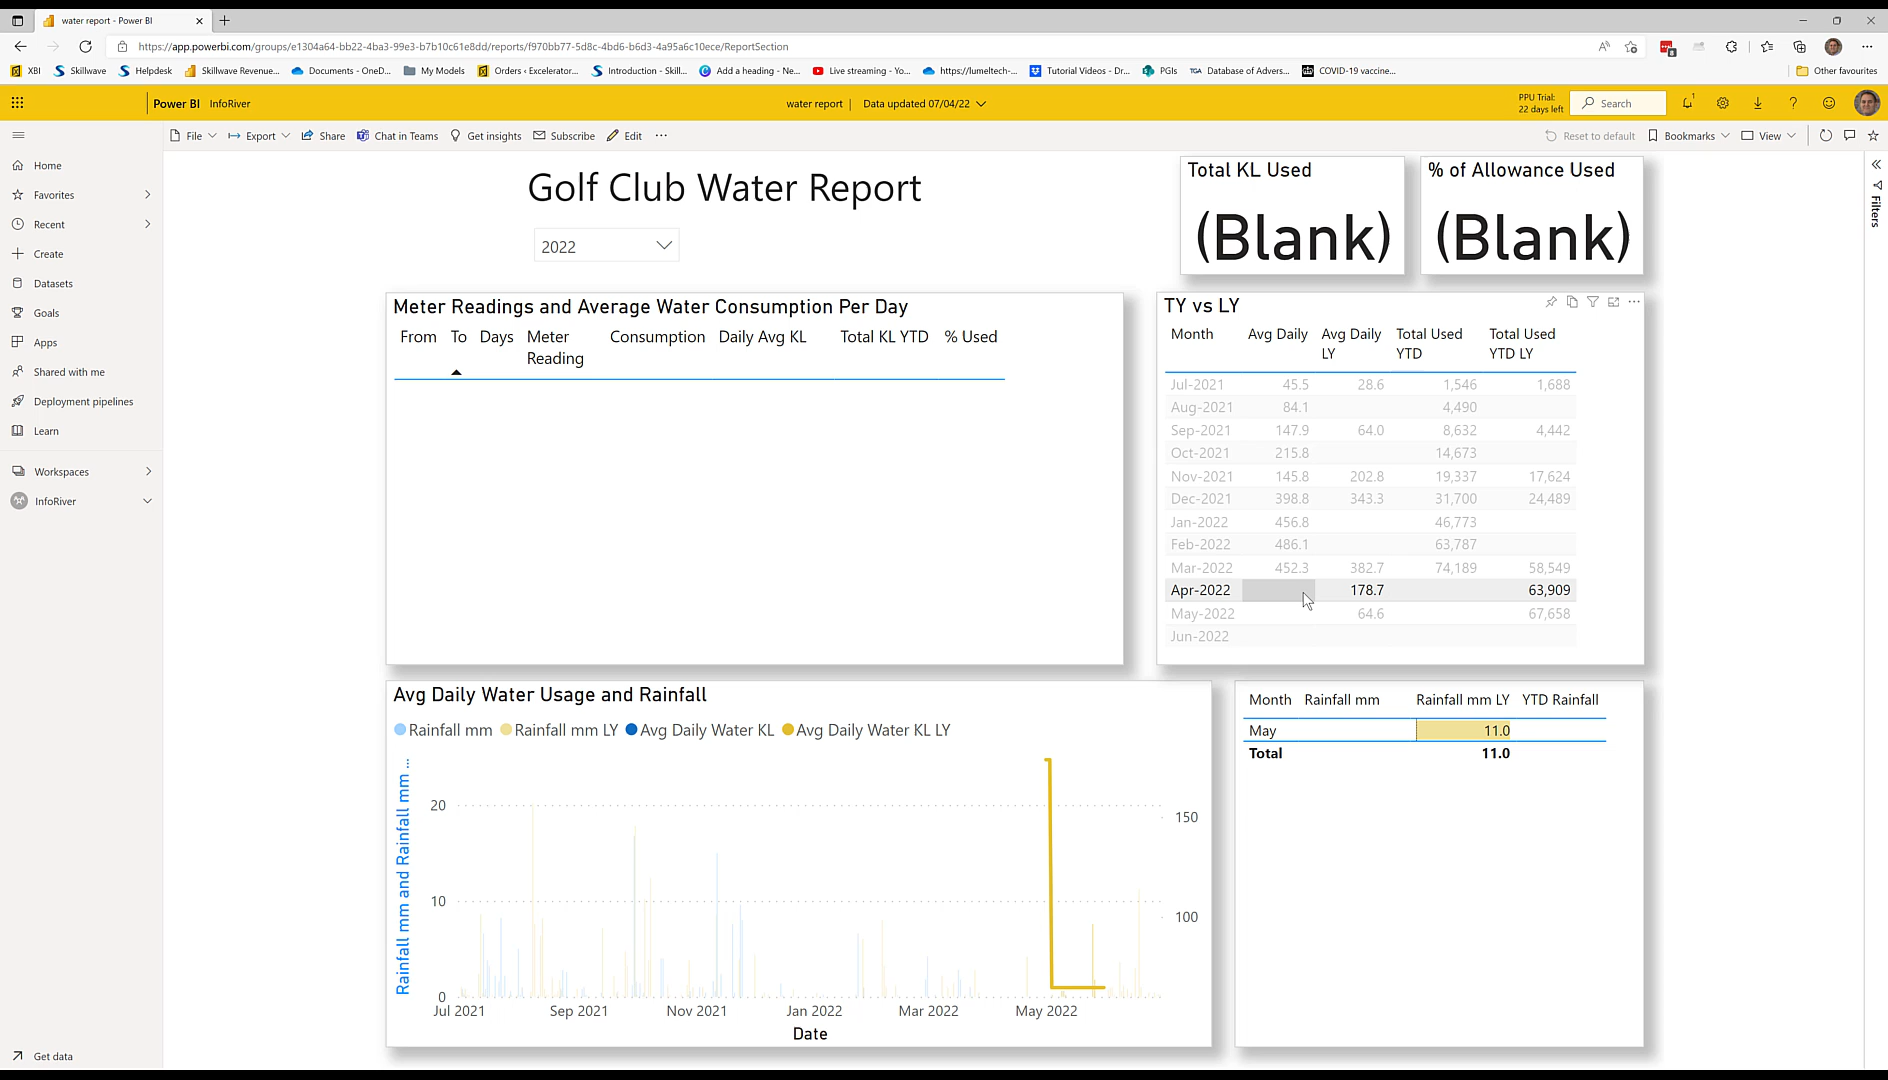 water report - Power BI
https://app.powerbi.com/groups/e1304a64-bb22-4ba3-99e3-b7b10c61e8dd/reports/f970bb77-5d8c-4bd6-b6d3-4a95a6c10ece/ReportSection
XBI Skillwave Helpdesk Skillwave Revenue... Documents - OneD... My Models Orders ‹ Excelerator... Introduction - Skill... Add a heading - Ne... Live streaming - Yo... https://lumeltech-... Tutorial Videos - Dr... PGIs TGA Database of Advers... COVID-19 vaccine... Other favourites
Power BI InfoRiver water report | Data updated 07/04/22 PPU Trial: Search
22 days left
File Export Share Chat in Teams Get insights Subscribe Edit ... Reset to default Bookmarks View
Home
Favorites
Recent
Create
Datasets
Goals
Apps
Shared with me
Deployment pipelines
Learn
Workspaces
InfoRiver
Get data
Filters
Golf Club Water Report
2022
Total KL Used
(Blank)
% of Allowance Used
(Blank)
Meter Readings and Average Water Consumption Per Day
From To Days Meter Consumption Daily Avg KL Total KL YTD % Used
Reading
TY vs LY
Month Avg Daily Avg Daily Total Used Total Used
LY YTD YTD LY
Jul-2021 45.5 28.6 1,546 1,688
Aug-2021 84.1 4,490
Sep-2021 147.9 64.0 8,632 4,442
Oct-2021 215.8 14,673
Nov-2021 145.8 202.8 19,337 17,624
Dec-2021 398.8 343.3 31,700 24,489
Jan-2022 456.8 46,773
Feb-2022 486.1 63,787
Mar-2022 452.3 382.7 74,189 58,549
Apr-2022 178.7 63,909
May-2022 64.6 67,658
Jun-2022
Avg Daily Water Usage and Rainfall
Rainfall mm Rainfall mm LY Avg Daily Water KL Avg Daily Water KL LY
Rainfall mm and Rainfall mm ...
20
10
0
150
100
Jul 2021 Sep 2021 Nov 2021 Jan 2022 Mar 2022 May 2022
Date
Month Rainfall mm Rainfall mm LY YTD Rainfall
May 11.0
Total 11.0